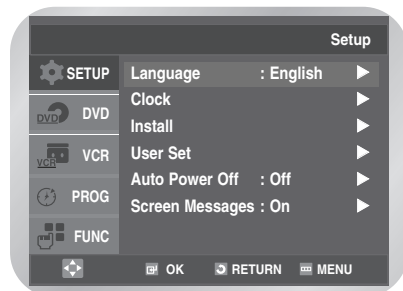 Setup
SETUP
DVD DVD
VCR VCR
PROG
FUNC
Language : English
Clock
Install
User Set
Auto Power Off : Off
Screen Messages : On
OK RETURN MENU